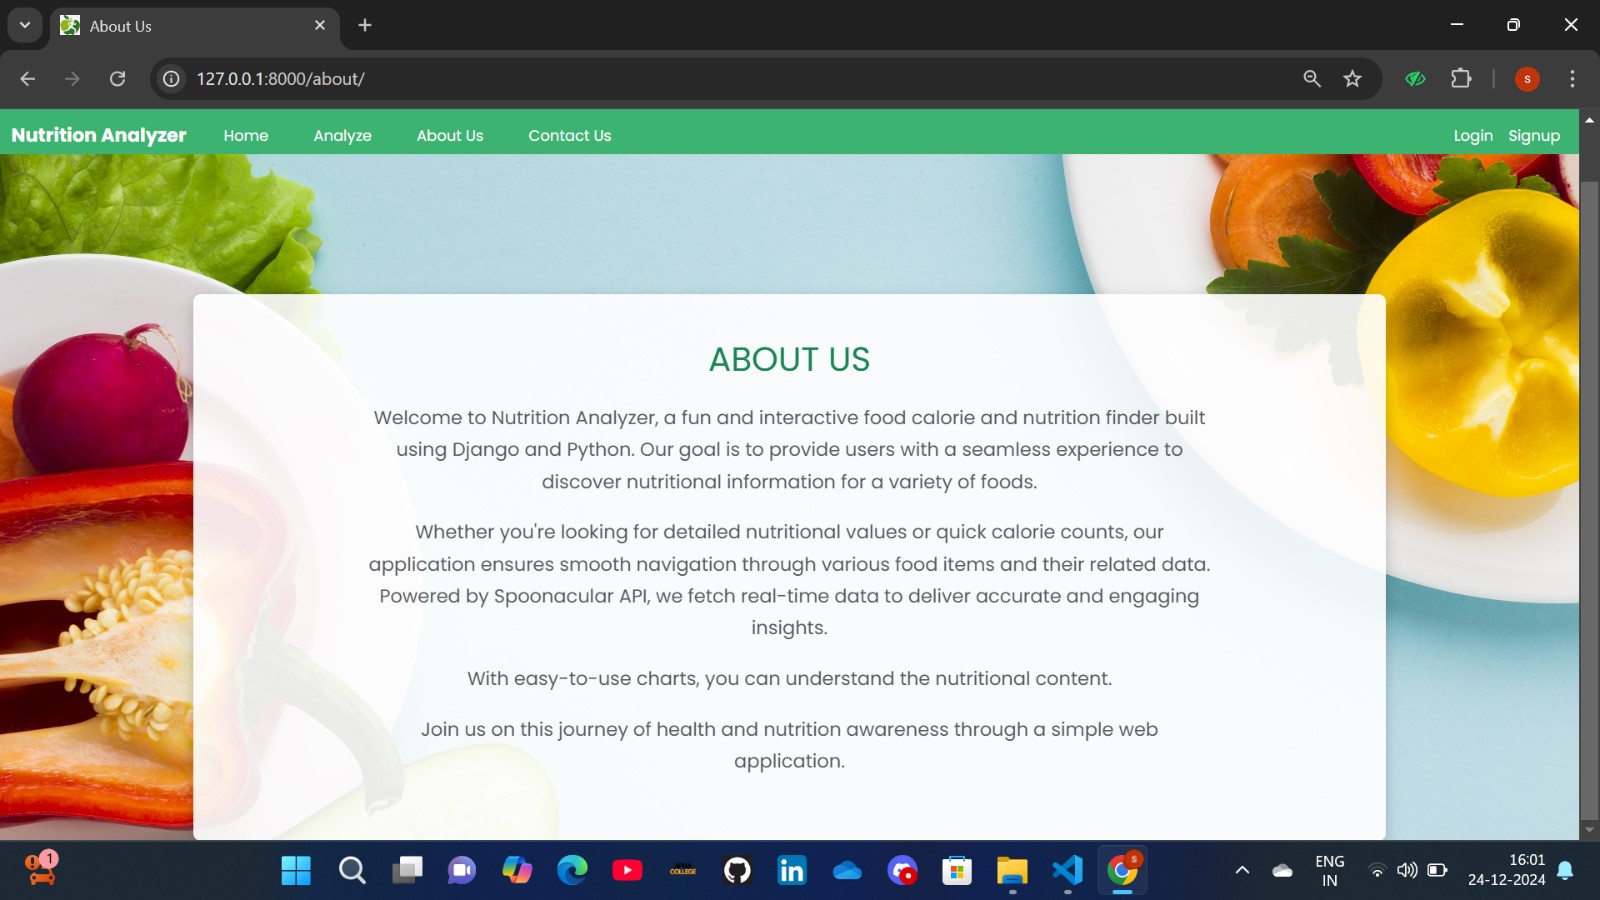 About Us
127.0.0.1:8000/about/
S
Nutrition Analyzer Home Analyze About Us Contact Us Login Signup
ABOUT US
Welcome to Nutrition Analyzer, a fun and interactive food calorie and nutrition finder built
using Django and Python. Our goal is to provide users with a seamless experience to
discover nutritional information for a variety of foods.
Whether you're looking for detailed nutritional values or quick calorie counts, our
application ensures smooth navigation through various food items and their related data.
Powered by Spoonacular API, we fetch real-time data to deliver accurate and engaging
insights.
With easy-to-use charts, you can understand the nutritional content.
Join us on this journey of health and nutrition awareness through a simple web
application.
1
COLLEGE
in
S
ENG
IN
16:01
24-12-2024